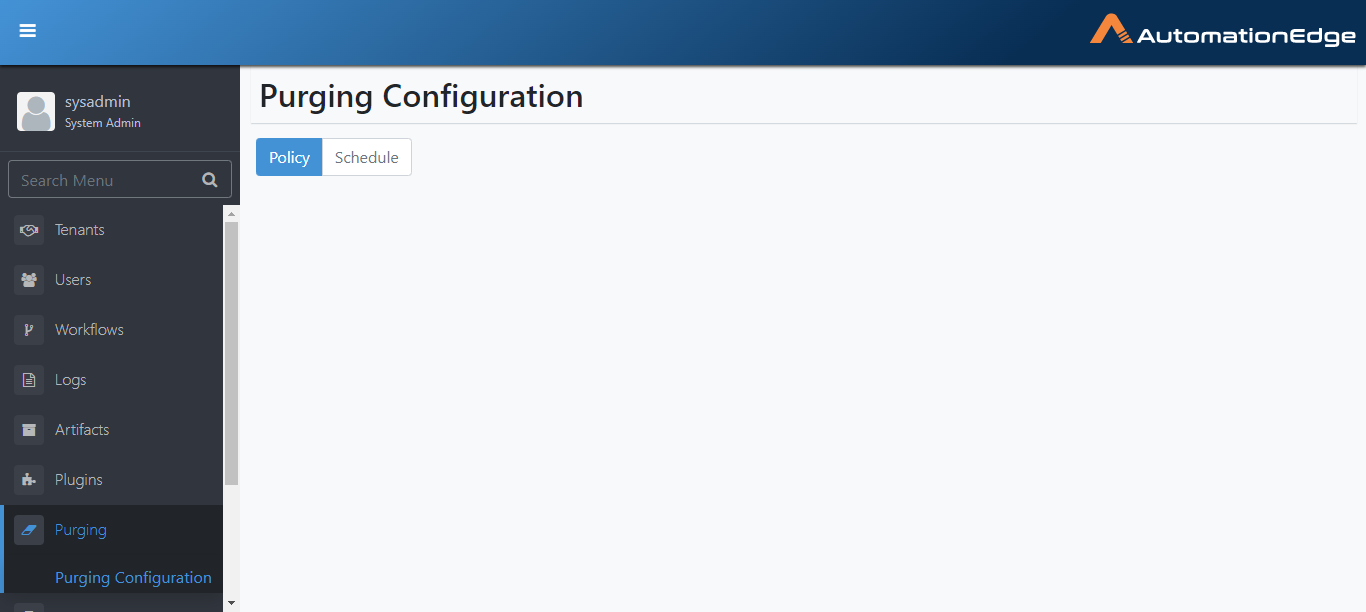 AutomationEdge
sysadmin
System Admin
Search Menu
Tenants
Users
Workflows
Logs
Artifacts
Plugins
Purging
Purging Configuration
Purging Configuration
Policy
Schedule